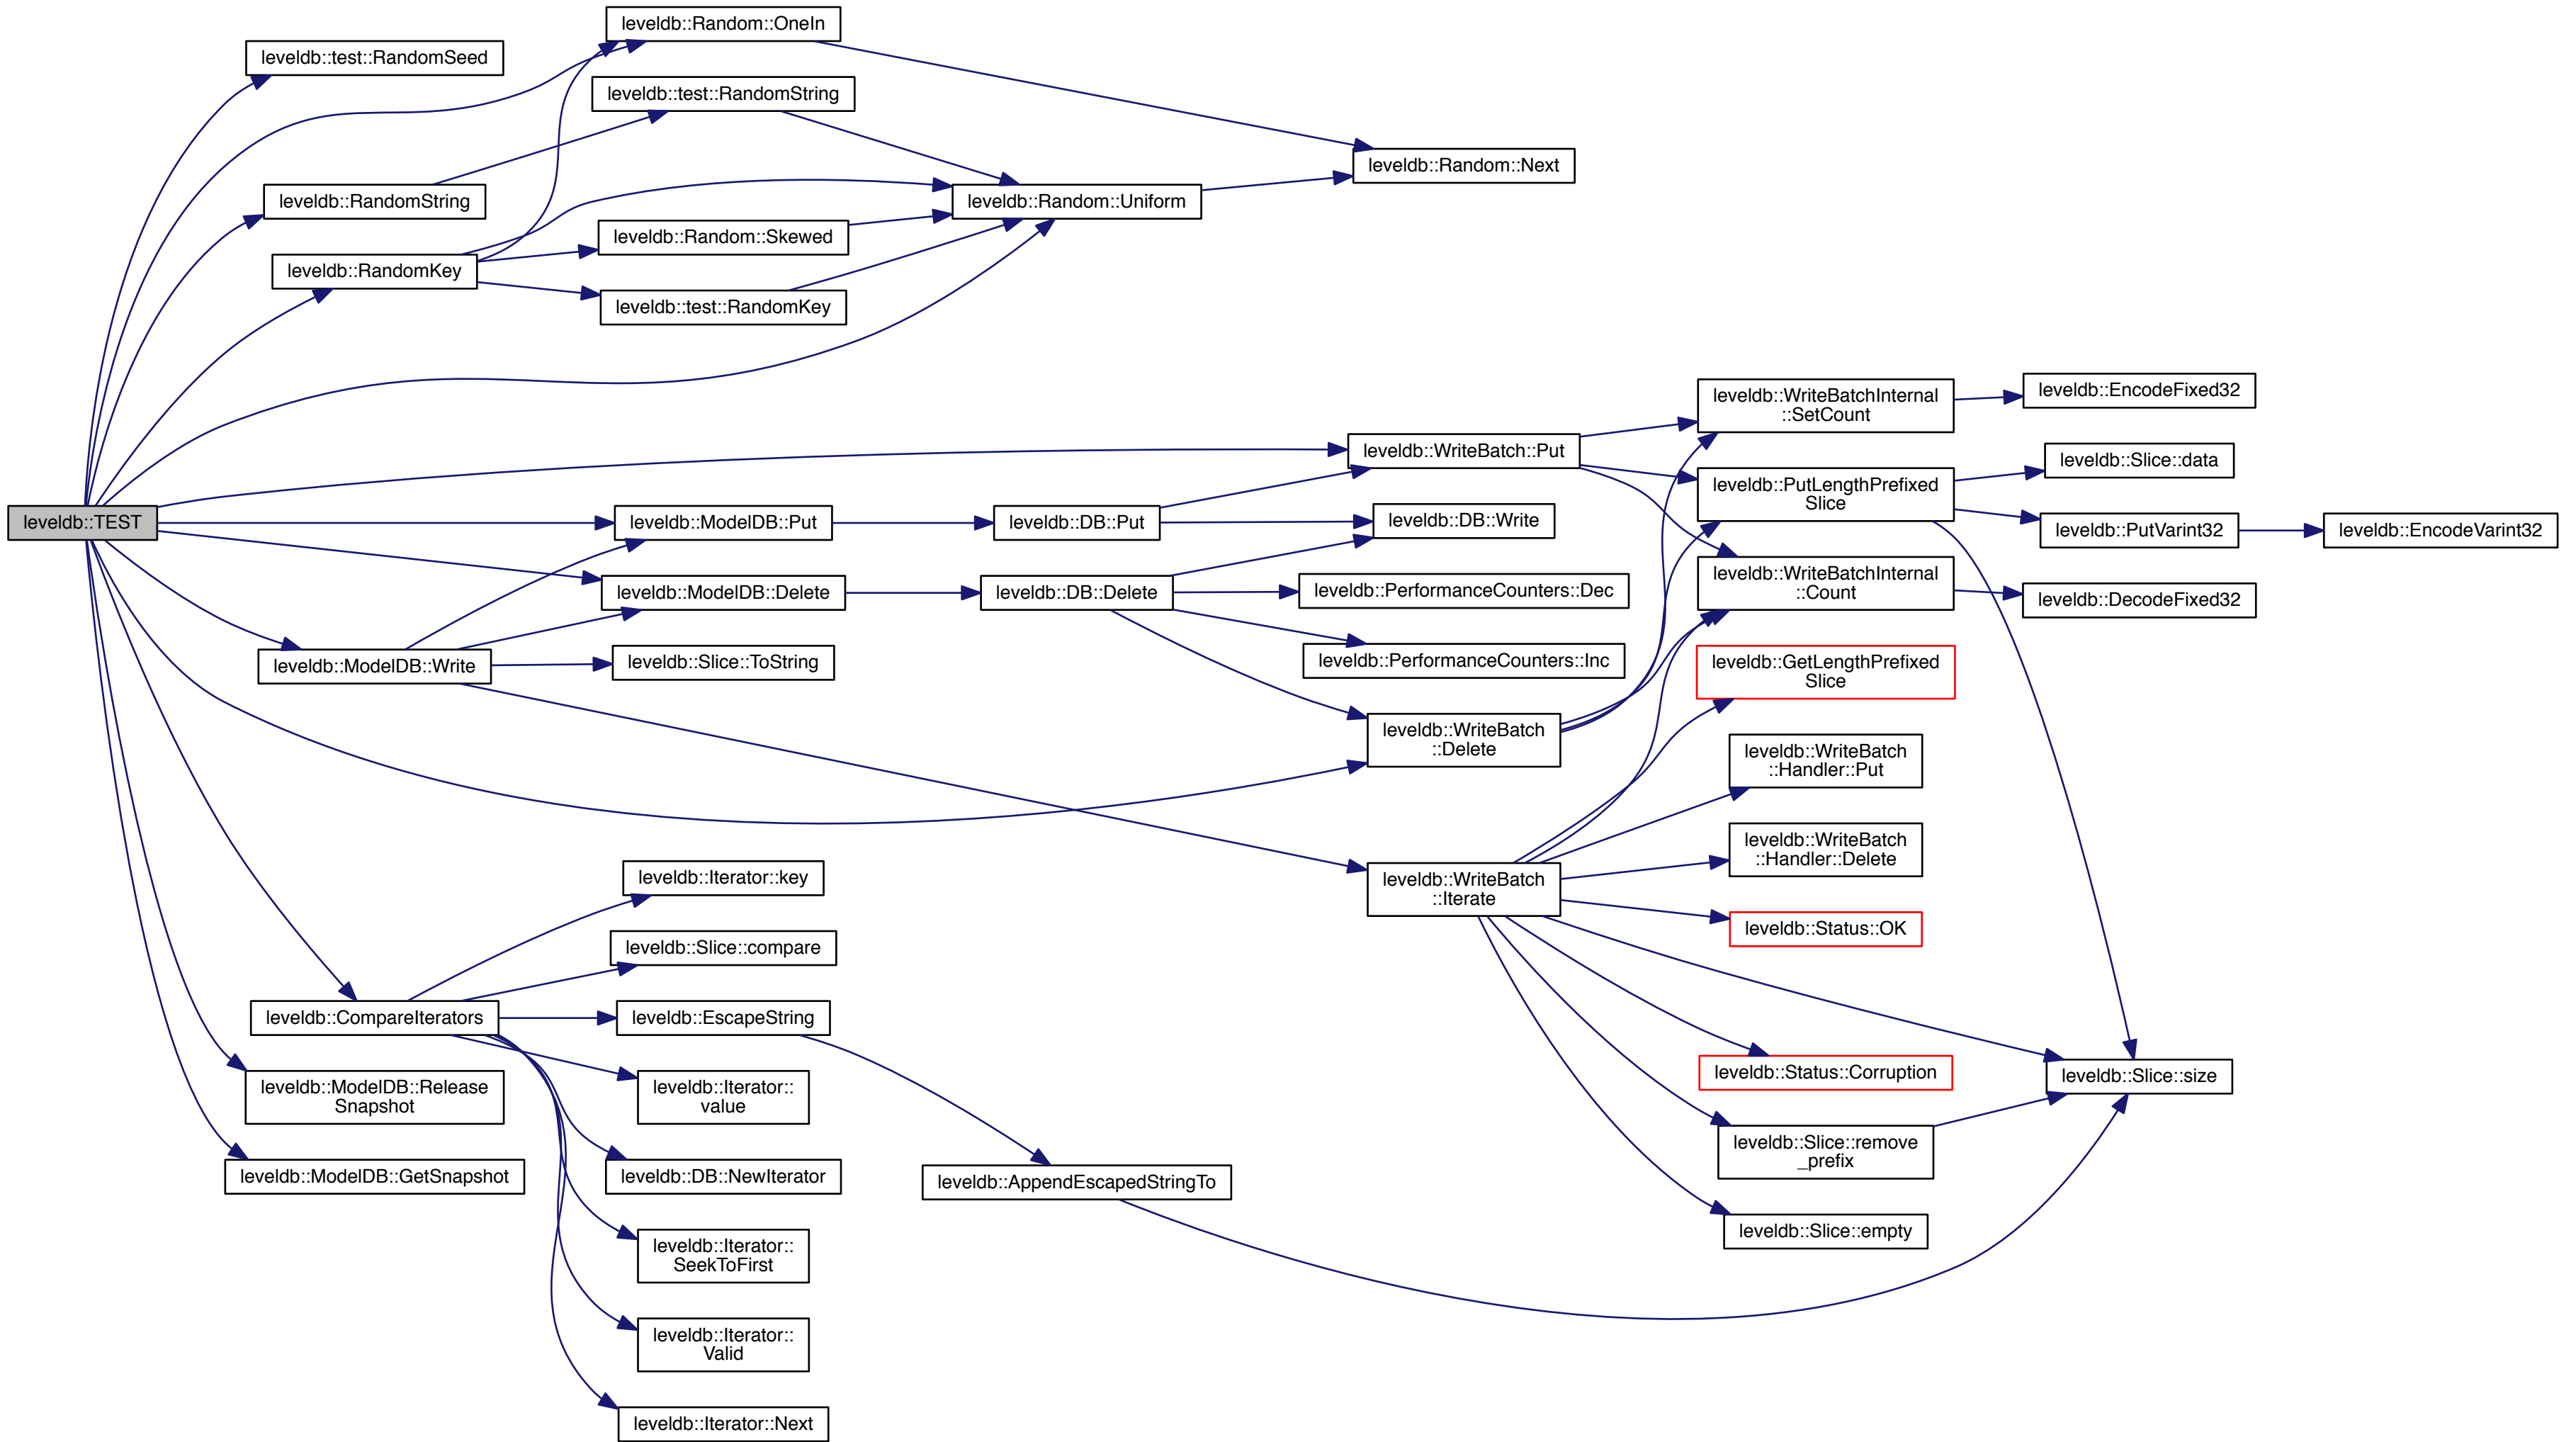 leveldb::TEST
leveldb::test::RandomSeed
leveldb::RandomString
leveldb::RandomKey
leveldb::ModelDB::Write
leveldb::CompareIterators
leveldb::ModelDB::Release
Snapshot
leveldb::ModelDB::GetSnapshot
leveldb::Random::OneIn
leveldb::test::RandomString
leveldb::Random::Skewed
leveldb::test::RandomKey
leveldb::ModelDB::Put
leveldb::ModelDB::Delete
leveldb::Slice::ToString
leveldb::Iterator::key
leveldb::Slice::compare
leveldb::EscapeString
leveldb::Iterator::
value
leveldb::DB::NewIterator
leveldb::Iterator::
SeekToFirst
leveldb::Iterator::
Valid
leveldb::Iterator::Next
leveldb::Random::Uniform
leveldb::DB::Put
leveldb::DB::Delete
leveldb::AppendEscapedStringTo
leveldb::Random::Next
leveldb::WriteBatch::Put
leveldb::DB::Write
leveldb::PerformanceCounters::Dec
leveldb::PerformanceCounters::Inc
leveldb::WriteBatch
::Delete
leveldb::WriteBatch
::Iterate
leveldb::WriteBatchInternal
::SetCount
leveldb::PutLengthPrefixed
Slice
leveldb::WriteBatchInternal
::Count
leveldb::GetLengthPrefixed
Slice
leveldb::WriteBatch
::Handler::Put
leveldb::WriteBatch
::Handler::Delete
leveldb::Status::OK
leveldb::Status::Corruption
leveldb::Slice::remove
_prefix
leveldb::Slice::empty
leveldb::EncodeFixed32
leveldb::Slice::data
leveldb::PutVarint32
leveldb::DecodeFixed32
leveldb::Slice::size
leveldb::EncodeVarint32